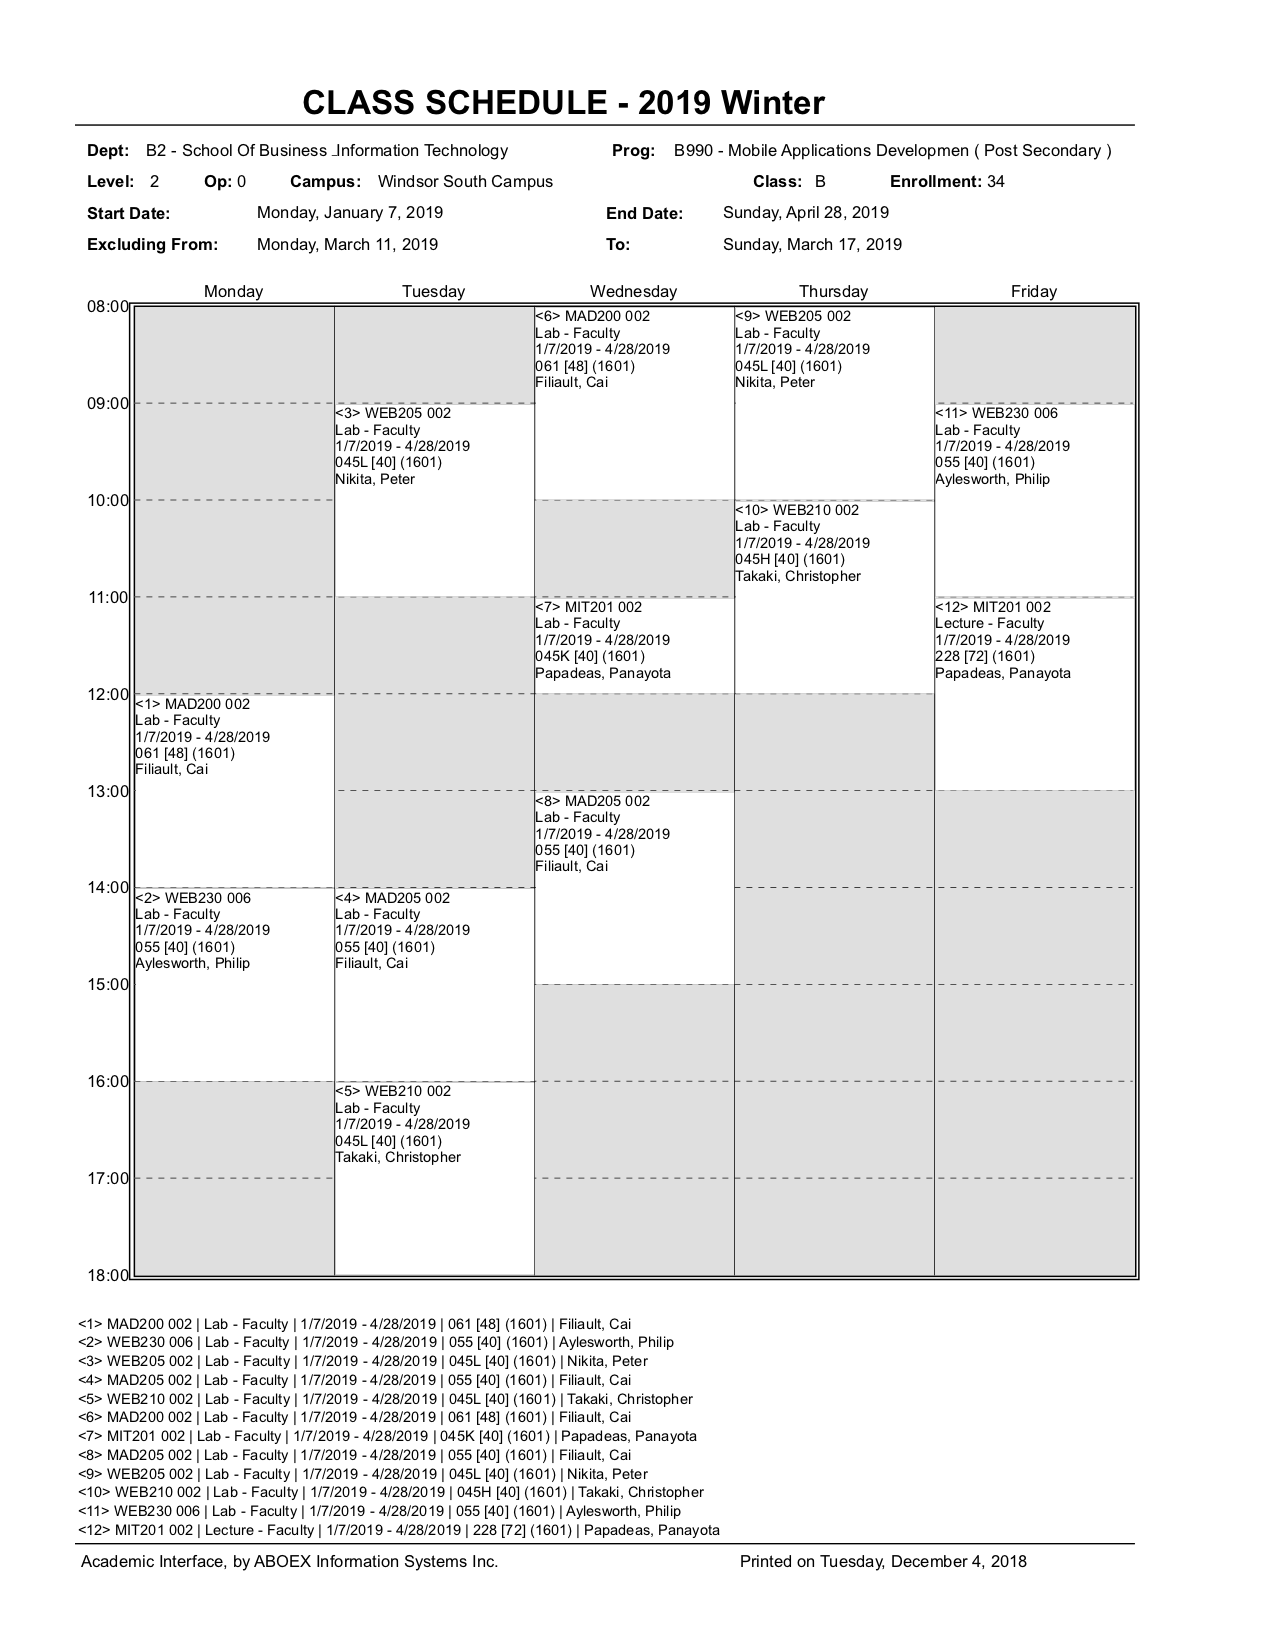 CLASS SCHEDULE - 2019 Winter
Dept: B2 - School Of Business _Information Technology Prog: B990 - Mobile Applications Developmen ( Post Secondary )
Level: 2 Op: 0 Campus: Windsor South Campus Class: B Enrollment: 34
Start Date: Monday, January 7, 2019 End Date: Sunday, April 28, 2019
Excluding From: Monday, March 11, 2019 To: Sunday, March 17, 2019
Monday Tuesday Wednesday Thursday Friday
08:00
<6> MAD200 002
Lab - Faculty
1/7/2019 - 4/28/2019
061 [48] (1601)
Filiault, Cai
<9> WEB205 002
Lab - Faculty
1/7/2019 - 4/28/2019
045L [40] (1601)
Nikita, Peter
09:00
<3> WEB205 002
Lab - Faculty
1/7/2019 - 4/28/2019
045L [40] (1601)
Nikita, Peter
<11> WEB230 006
Lab - Faculty
1/7/2019 - 4/28/2019
055 [40] (1601)
Aylesworth, Philip
10:00
<10> WEB210 002
Lab - Faculty
1/7/2019 - 4/28/2019
045H [40] (1601)
Takaki, Christopher
11:00
<7> MIT201 002
Lab - Faculty
1/7/2019 - 4/28/2019
045K [40] (1601)
Papadeas, Panayota
<12> MIT201 002
Lecture - Faculty
1/7/2019 - 4/28/2019
228 [72] (1601)
Papadeas, Panayota
12:00
<1> MAD200 002
Lab - Faculty
1/7/2019 - 4/28/2019
061 [48] (1601)
Filiault, Cai
13:00
<8> MAD205 002
Lab - Faculty
1/7/2019 - 4/28/2019
055 [40] (1601)
Filiault, Cai
14:00
<2> WEB230 006
Lab - Faculty
1/7/2019 - 4/28/2019
055 [40] (1601)
Aylesworth, Philip
<4> MAD205 002
Lab - Faculty
1/7/2019 - 4/28/2019
055 [40] (1601)
Filiault, Cai
15:00
16:00
<5> WEB210 002
Lab - Faculty
1/7/2019 - 4/28/2019
045L [40] (1601)
Takaki, Christopher
17:00
18:00
<1> MAD200 002 | Lab - Faculty | 1/7/2019 - 4/28/2019 | 061 [48] (1601) | Filiault, Cai
<2> WEB230 006 | Lab - Faculty | 1/7/2019 - 4/28/2019 | 055 [40] (1601) | Aylesworth, Philip
<3> WEB205 002 | Lab - Faculty | 1/7/2019 - 4/28/2019 | 045L [40] (1601) | Nikita, Peter
<4> MAD205 002 | Lab - Faculty | 1/7/2019 - 4/28/2019 | 055 [40] (1601) | Filiault, Cai
<5> WEB210 002 | Lab - Faculty | 1/7/2019 - 4/28/2019 | 045L [40] (1601) | Takaki, Christopher
<6> MAD200 002 | Lab - Faculty | 1/7/2019 - 4/28/2019 | 061 [48] (1601) | Filiault, Cai
<7> MIT201 002 | Lab - Faculty | 1/7/2019 - 4/28/2019 | 045K [40] (1601) | Papadeas, Panayota
<8> MAD205 002 | Lab - Faculty | 1/7/2019 - 4/28/2019 | 055 [40] (1601) | Filiault, Cai
<9> WEB205 002 | Lab - Faculty | 1/7/2019 - 4/28/2019 | 045L [40] (1601) | Nikita, Peter
<10> WEB210 002 | Lab - Faculty | 1/7/2019 - 4/28/2019 | 045H [40] (1601) | Takaki, Christopher
<11> WEB230 006 | Lab - Faculty | 1/7/2019 - 4/28/2019 | 055 [40] (1601) | Aylesworth, Philip
<12> MIT201 002 | Lecture - Faculty | 1/7/2019 - 4/28/2019 | 228 [72] (1601) | Papadeas, Panayota
Academic Interface, by ABOEX Information Systems Inc. Printed on Tuesday, December 4, 2018